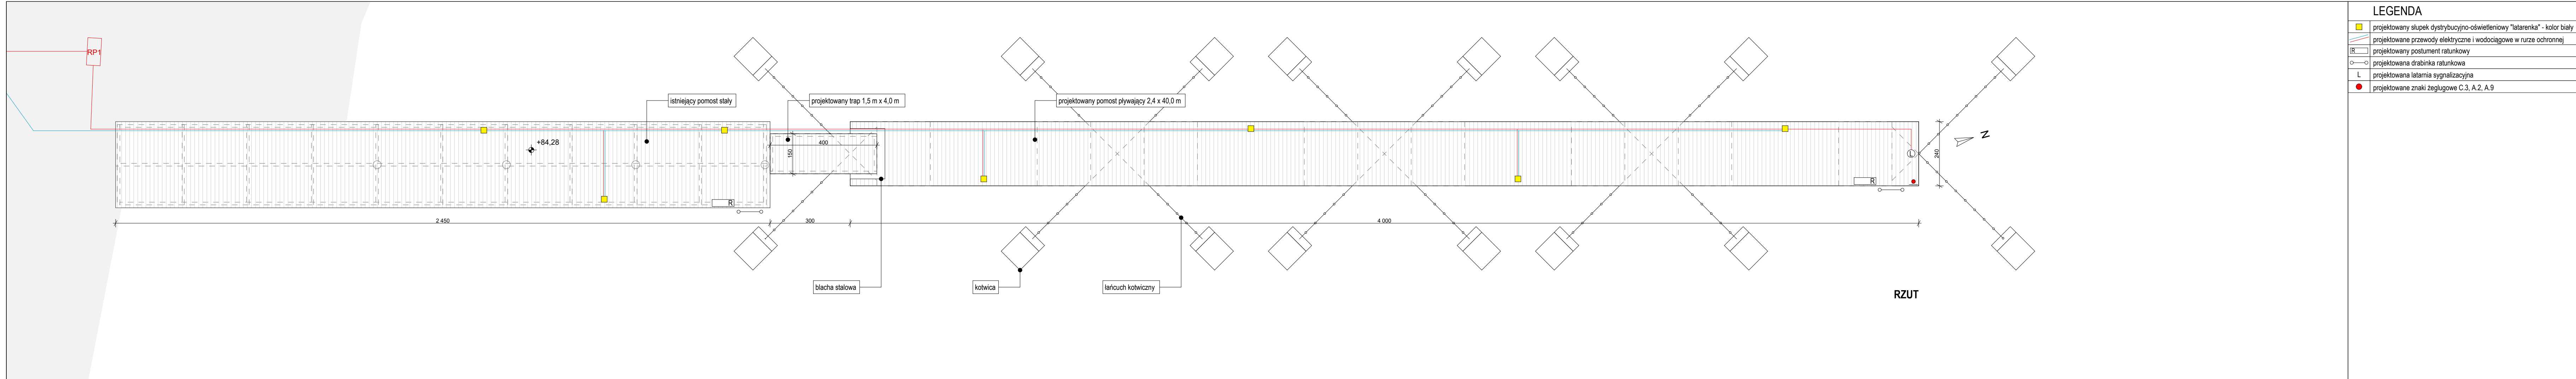 RP1
istniejący pomost stały
projektowany trap 1,5 m x 4,0 m
projektowany pomost pływający 2,4 x 40,0 m
+84,28
400
150
L
N
240
R
R
2 450
300
4 000
blacha stalowa
kotwica
łańcuch kotwiczny
RZUT
LEGENDA
projektowany słupek dystrybucyjno-oświetleniowy "latarenka" - kolor biały
projektowane przewody elektryczne i wodociągowe w rurze ochronnej
R projektowany postument ratunkowy
projektowana drabinka ratunkowa
L projektowana latarnia sygnalizacyjna
projektowane znaki żeglugowe C.3, A.2, A.9